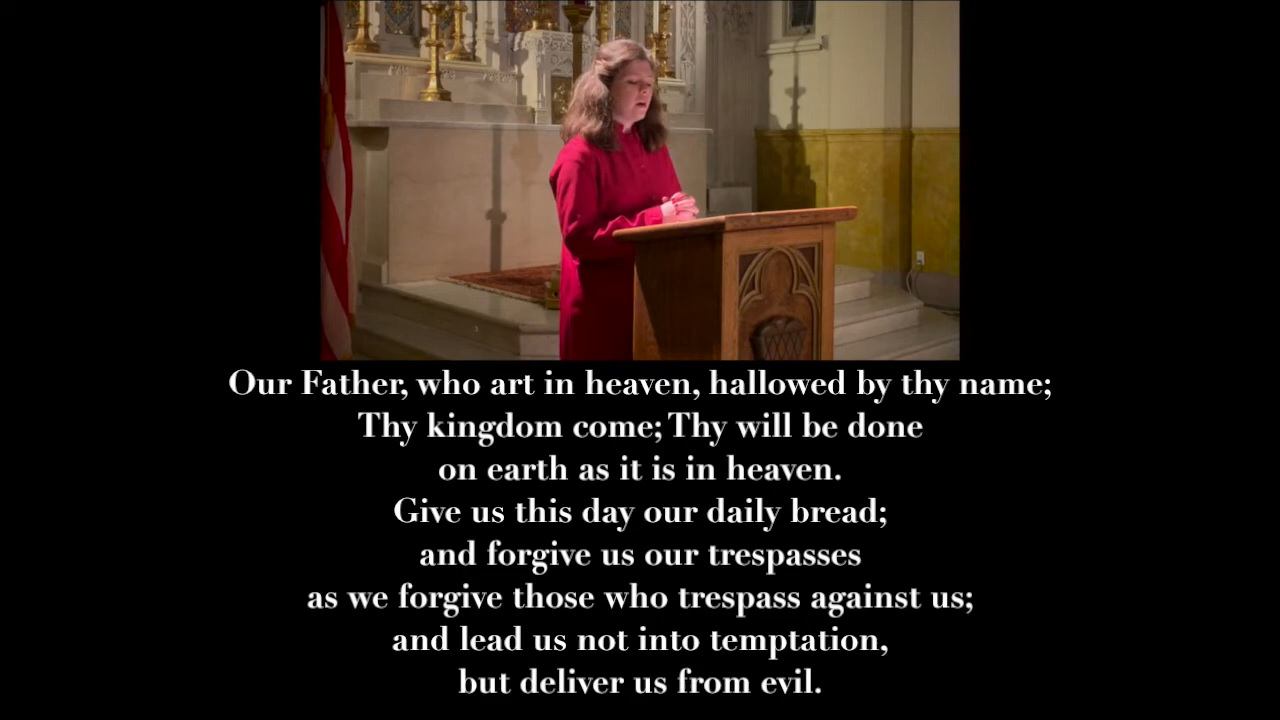 Our Father, who art in heaven, hallowed by thy name;
Thy kingdom come; Thy will be done
on earth as it is in heaven.
Give us this day our daily bread;
and forgive us our trespasses
as we forgive those who trespass against us;
and lead us not into temptation,
but deliver us from evil.